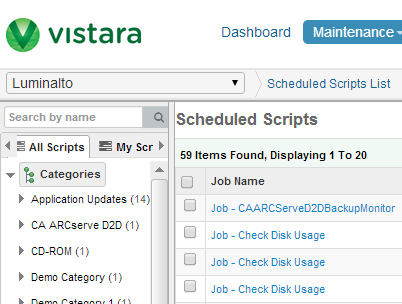 vistara
Dashboard
Maintenance
Luminalto
Scheduled Scripts List
Search by name
All Scripts
My Scr
Categories
Application Updates (14)
CA ARCserve D2D (1)
CD-ROM (1)
Demo Category (1)
Demo Category 1 (2)
Scheduled Scripts
59 Items Found, Displaying 1 To 20
Job Name
Job - CAARCServeD2DBackupMonitor
Job - Check Disk Usage
Job - Check Disk Usage
Job - Check Disk Usage